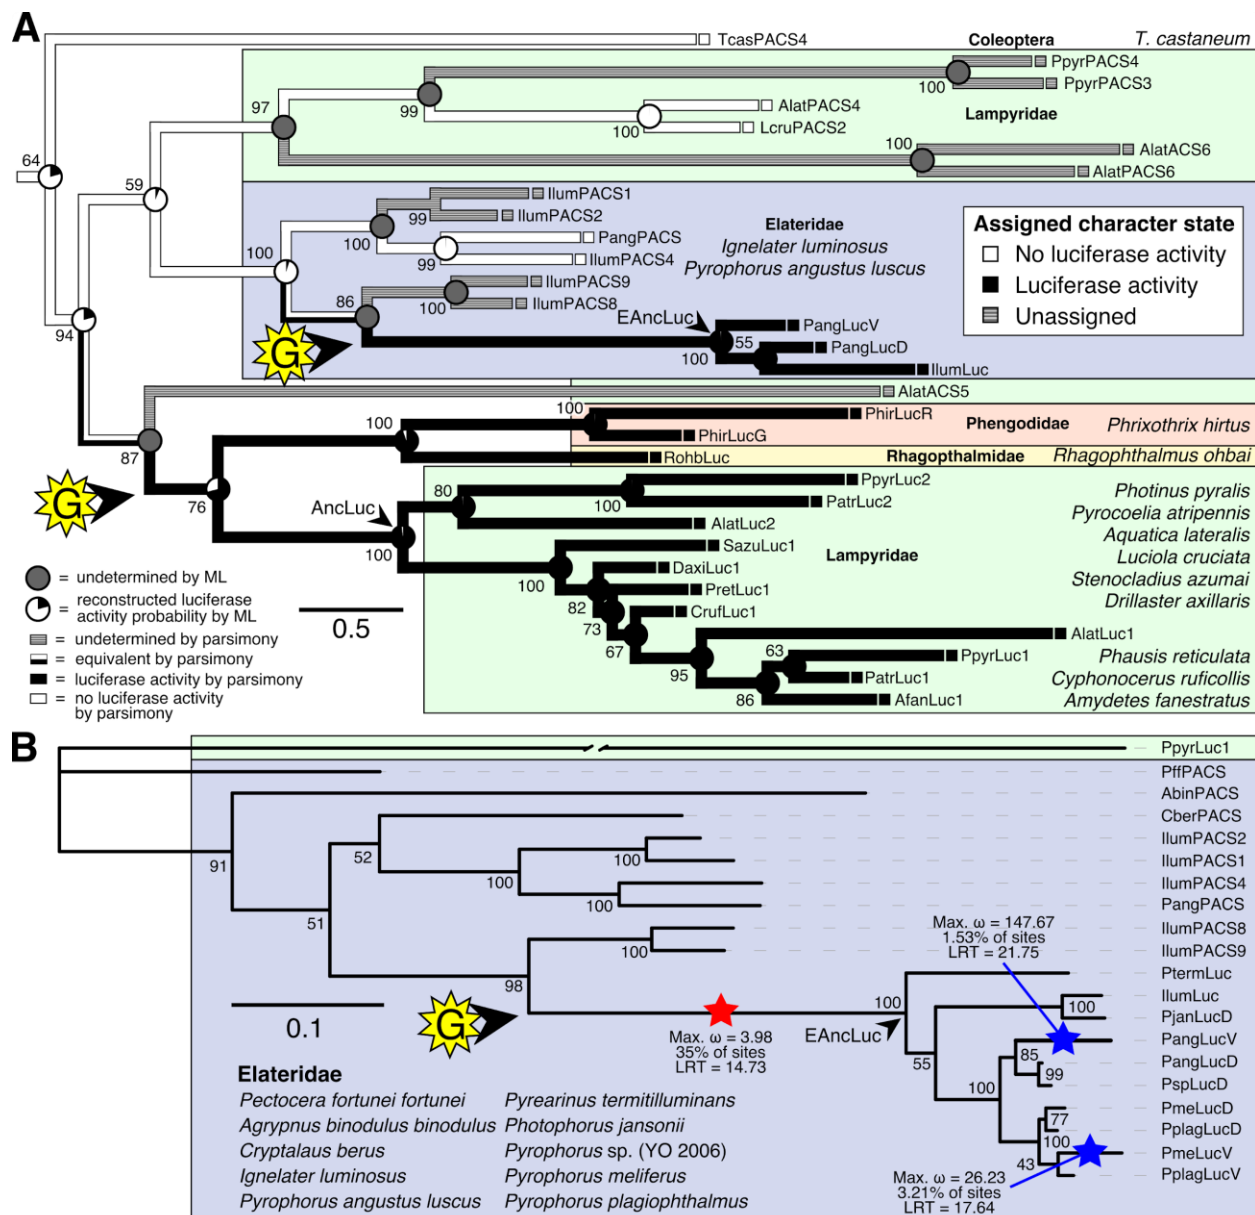 A
TcasPACS4
Coleoptera
T. castaneum
PpyrPACS4
PpyrPACS3
100
97
99
AlatPACS4
LcruPACS2
100
Lampyridae
100
AlatACS6
AlatPACS6
64
59
IlumPACS1
IlumPACS2
99
100
100
PangPACS
IlumPACS4
99
Elateridae
Ignelater luminosus
Pyrophorus angustus luscus
IlumPACS9
IlumPACS8
100
86
94
G
EAncLuc
PangLucV
55
100
PangLucD
IlumLuc
Assigned character state
No luciferase activity
Luciferase activity
Unassigned
AlatACS5
87
100
100
PhirLucR
PhirLucG
Phengodidae
Phrixothrix hirtus
RohbLuc
Rhagopthalmidae
Rhagophthalmus ohbai
G
76
AncLuc
100
80
PpyrLuc2
PatrLuc2
100
AlatLuc2
SazuLuc1
100
DaxiLuc1
PretLuc1
82
CrufLuc1
73
67
AlatLuc1
95
63
PpyrLuc1
PatrLuc1
86
AfanLuc1
Lampyridae
Photinus pyralis
Pyrocoelia atripennis
Aquatica lateralis
Luciola cruciata
Stenocladius azumai
Drillaster axillaris
Phausis reticulata
Cyphonocerus ruficollis
Amydetes fanestratus
= undetermined by ML
= reconstructed luciferase
activity probability by ML
= undetermined by parsimony
= equivalent by parsimony
= luciferase activity by parsimony
= no luciferase activity
by parsimony
0.5
B
PpyrLuc1
PffPACS
AbinPACS
CberPACS
IlumPACS2
IlumPACS1
IlumPACS4
PangPACS
IlumPACS8
IlumPACS9
PtermLuc
IlumLuc
PjanLucD
PangLucV
PangLucD
PspLucD
PmeLucD
PplagLucD
PmeLucV
PplagLucV
91
52
51
100
100
100
100
98
100
100
55
85
99
100
77
100
43
G
0.1
Max. ω = 3.98
35% of sites
LRT = 14.73
EAncLuc
Max. ω = 147.67
1.53% of sites
LRT = 21.75
Max. ω = 26.23
3.21% of sites
LRT = 17.64
Elateridae
Pectocera fortunei fortunei
Agrypnus binodulus binodulus
Cryptalaus berus
Ignelater luminosus
Pyrophorus angustus luscus
Pyrearinus termitilluminans
Photophorus jansonii
Pyrophorus sp. (YO 2006)
Pyrophorus meliferus
Pyrophorus plagiophthalmus